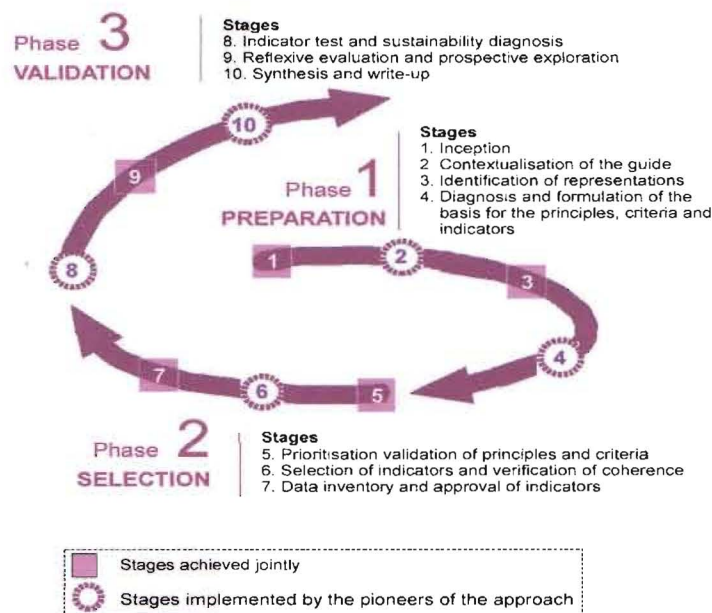 Phase 3
VALIDATION
Stages
8. Indicator test and sustainability diagnosis
9. Reflexive evaluation and prospective exploration
10. Synthesis and write-up
10
9
8
Phase 1
PREPARATION
Stages
1. Inception
2 Contextualisation of the guide
3. Identification of representations
4. Diagnosis and formulation of the
basis for the principles, criteria and
indicators
1
2
3
4
7
6
5
Phase 2
SELECTION
Stages
5. Prioritisation validation of principles and criteria
6. Selection of indicators and verification of coherence
7. Data inventory and approval of indicators
Stages achieved jointly
Stages implemented by the pioneers of the approach